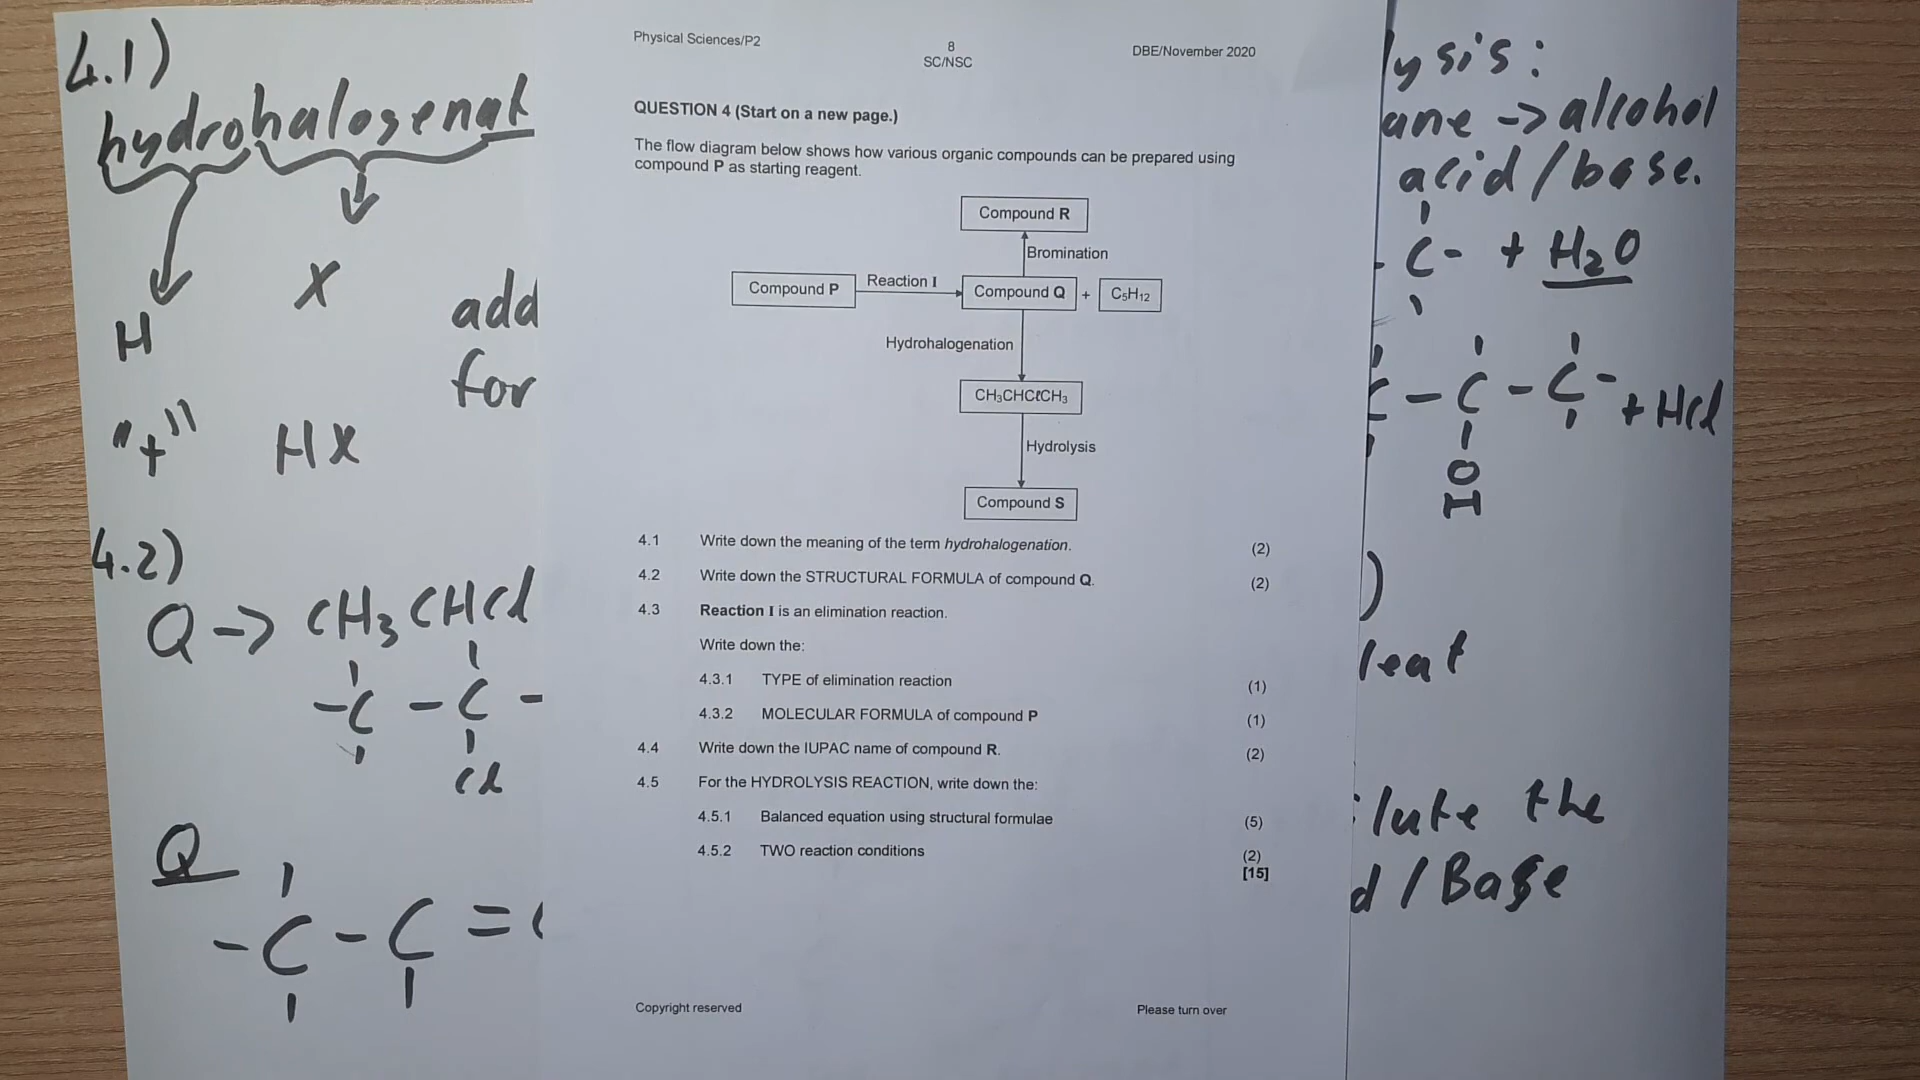 4.1)
hydrohalogenat
H X
add
for
"+" HX
4.2)
Q -> CH₃CHCl
- C - C -
Cl
Q
- C - C =
Physical Sciences/P2
8
SC/NSC
DBE/November 2020
QUESTION 4 (Start on a new page.)
The flow diagram below shows how various organic compounds can be prepared using
compound P as starting reagent.
Compound R
Bromination
Compound P
Reaction I
Compound Q + C₅H₁₂
Hydrohalogenation
CH₃CHCℓCH₃
Hydrolysis
Compound S
4.1 Write down the meaning of the term hydrohalogenation. (2)
4.2 Write down the STRUCTURAL FORMULA of compound Q. (2)
4.3 Reaction I is an elimination reaction.
Write down the:
4.3.1 TYPE of elimination reaction (1)
4.3.2 MOLECULAR FORMULA of compound P (1)
4.4 Write down the IUPAC name of compound R. (2)
4.5 For the HYDROLYSIS REACTION, write down the:
4.5.1 Balanced equation using structural formulae (5)
4.5.2 TWO reaction conditions (2)
[15]
Copyright reserved
Please turn over
lysis:
ane -> alcohol
acid/base.
- C - + H₂O
C - C - C - + HCl
O
H
)
leat
ilute the
d/Base